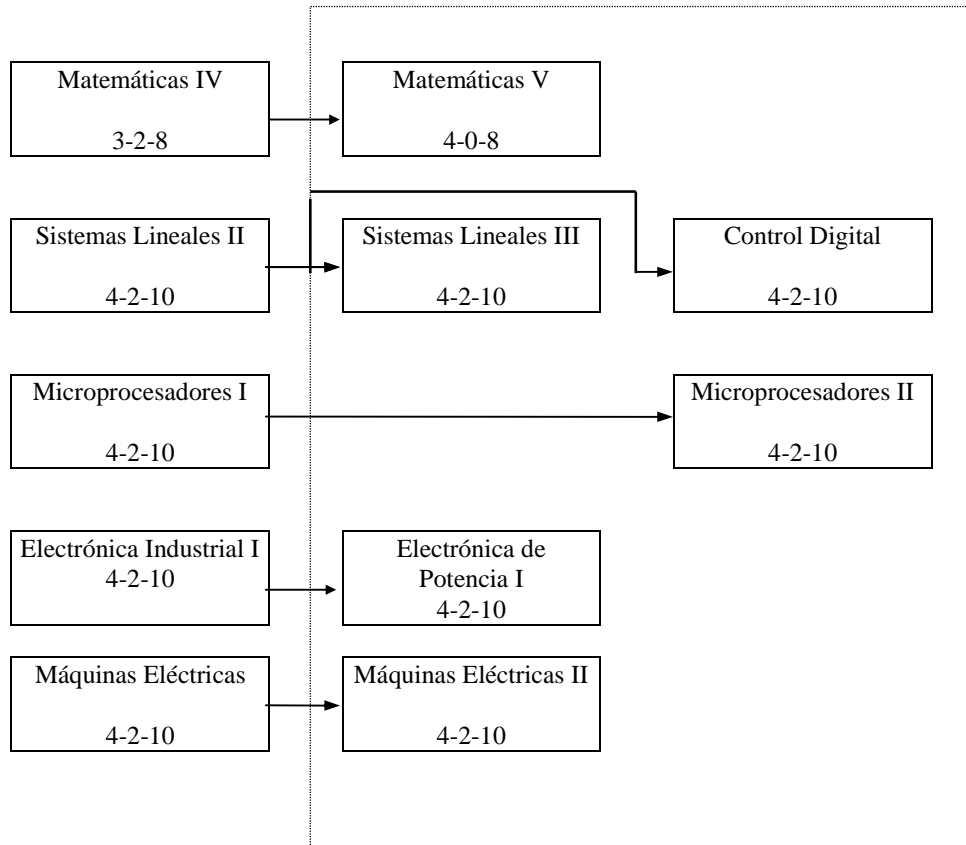 Matemáticas IV
3-2-8
Matemáticas V
4-0-8
Sistemas Lineales II
4-2-10
Sistemas Lineales III
4-2-10
Control Digital
4-2-10
Microprocesadores I
4-2-10
Microprocesadores II
4-2-10
Electrónica Industrial I
4-2-10
Electrónica de
Potencia I
4-2-10
Máquinas Eléctricas
4-2-10
Máquinas Eléctricas II
4-2-10